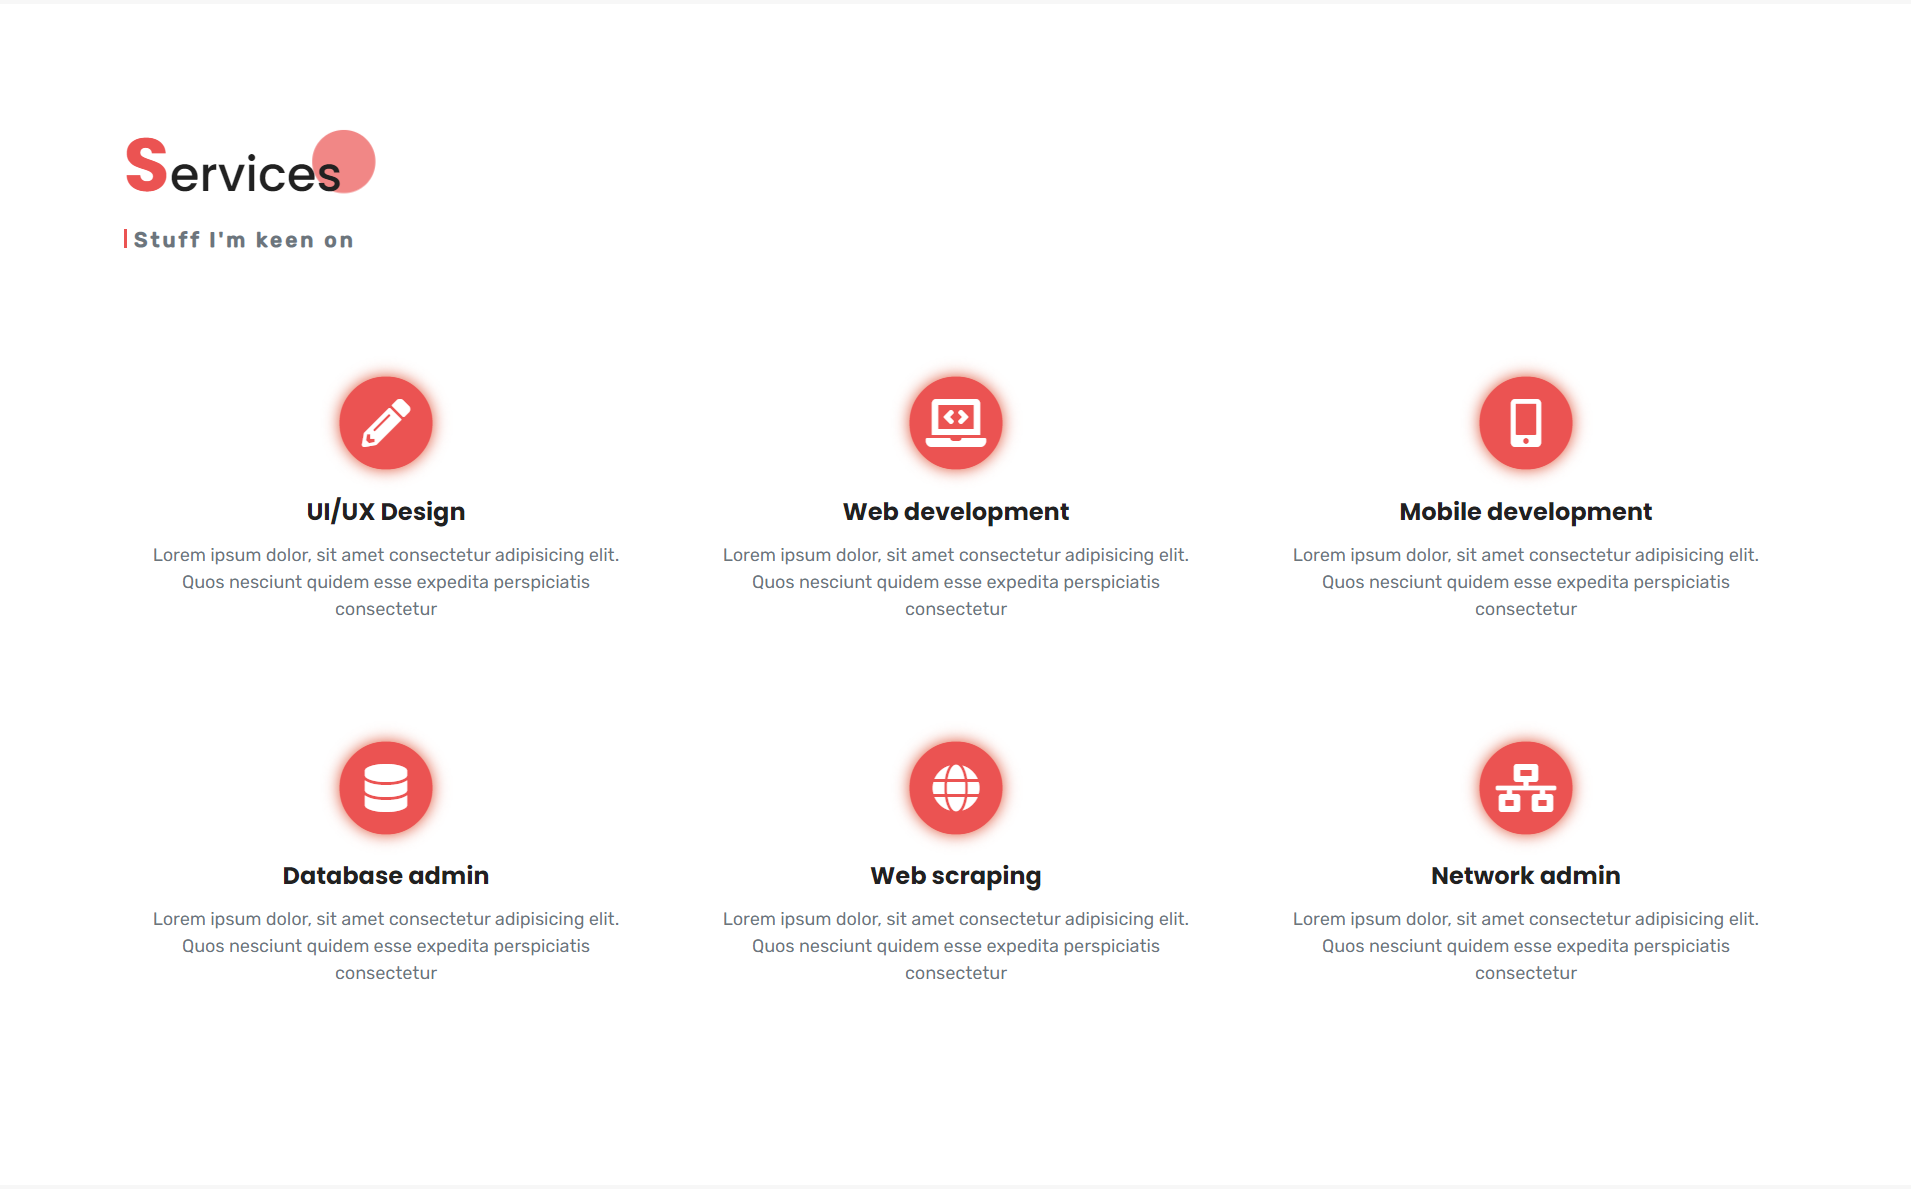 Services
Stuff I'm keen on
UI/UX Design
Lorem ipsum dolor, sit amet consectetur adipisicing elit.
Quos nesciunt quidem esse expedita perspiciatis
consectetur
Web development
Lorem ipsum dolor, sit amet consectetur adipisicing elit.
Quos nesciunt quidem esse expedita perspiciatis
consectetur
Mobile development
Lorem ipsum dolor, sit amet consectetur adipisicing elit.
Quos nesciunt quidem esse expedita perspiciatis
consectetur
Database admin
Lorem ipsum dolor, sit amet consectetur adipisicing elit.
Quos nesciunt quidem esse expedita perspiciatis
consectetur
Web scraping
Lorem ipsum dolor, sit amet consectetur adipisicing elit.
Quos nesciunt quidem esse expedita perspiciatis
consectetur
Network admin
Lorem ipsum dolor, sit amet consectetur adipisicing elit.
Quos nesciunt quidem esse expedita perspiciatis
consectetur